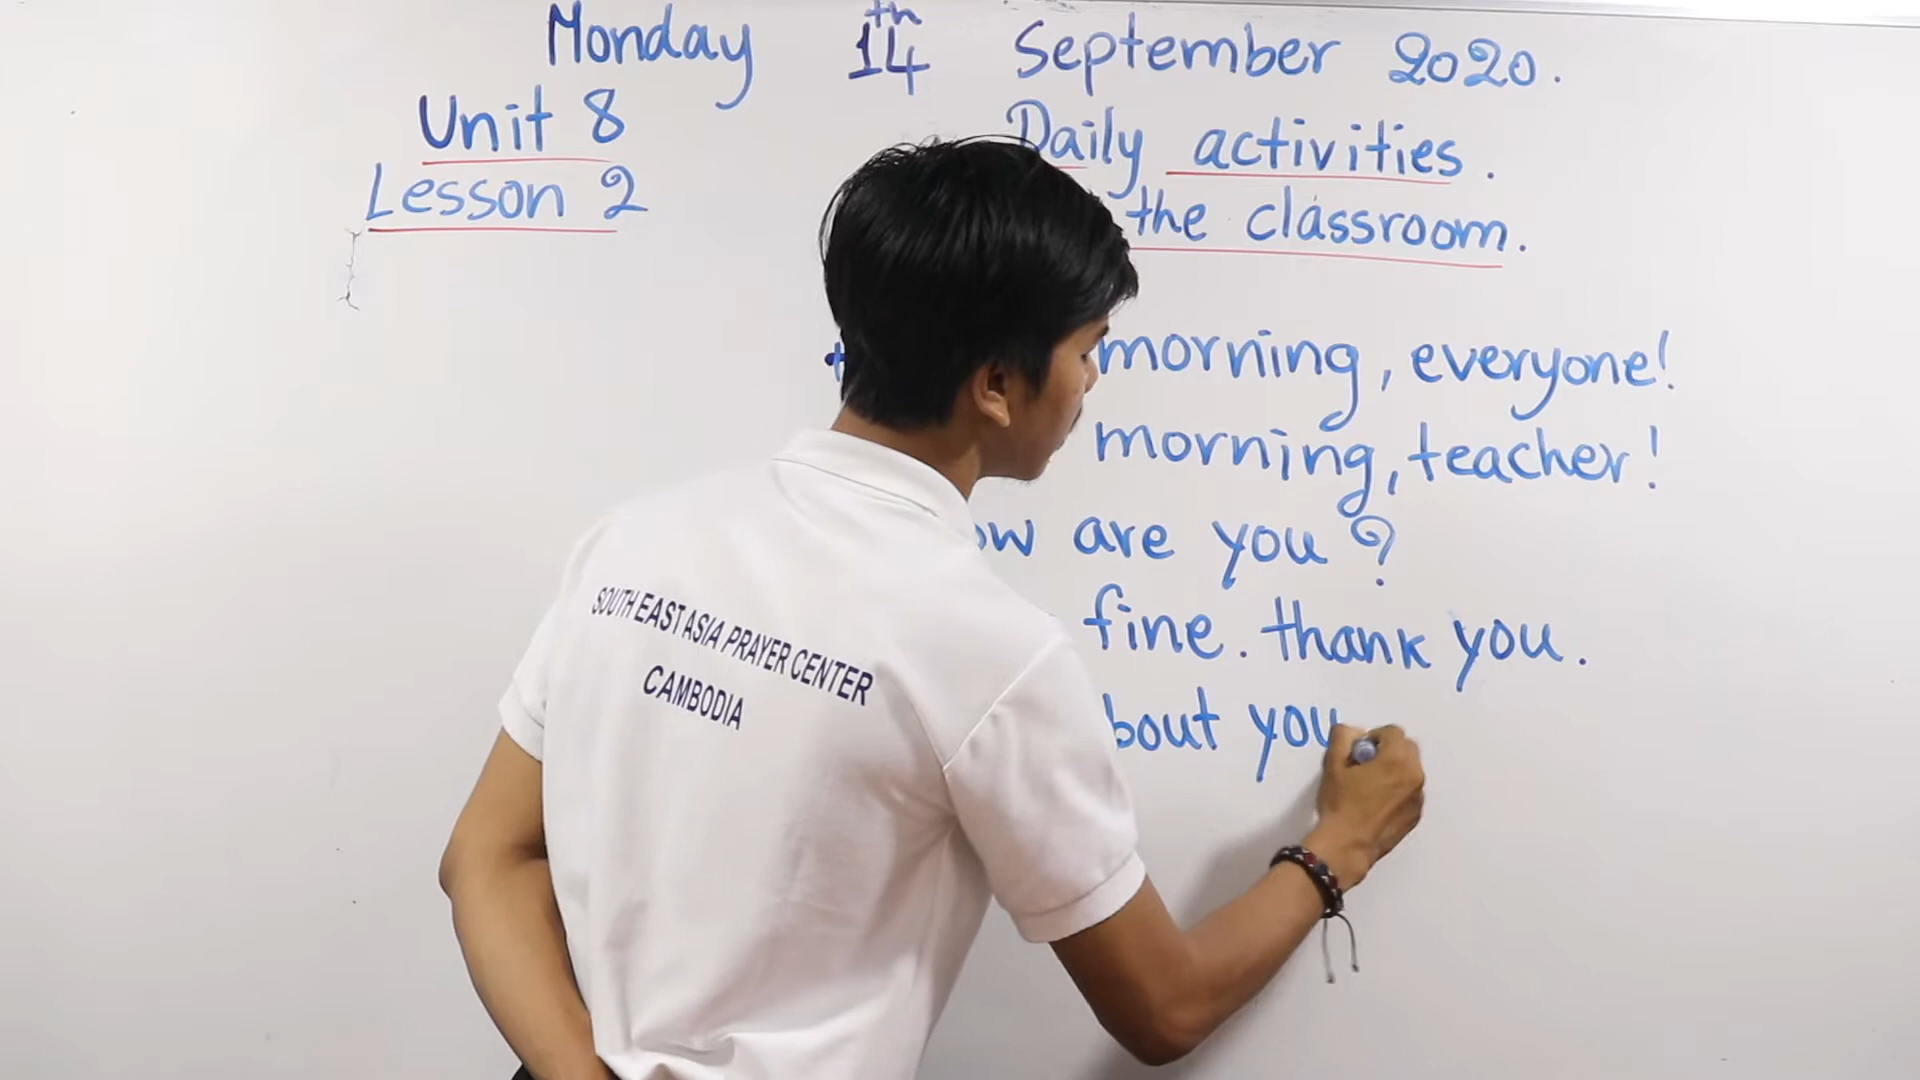 Monday 14th September 2020.
Unit 8 Daily activities.
Lesson 2 the classroom.
morning, everyone!
morning, teacher!
are you?
fine. thank you.
you
SOUTH EAST ASIA PRAYER CENTER
CAMBODIA